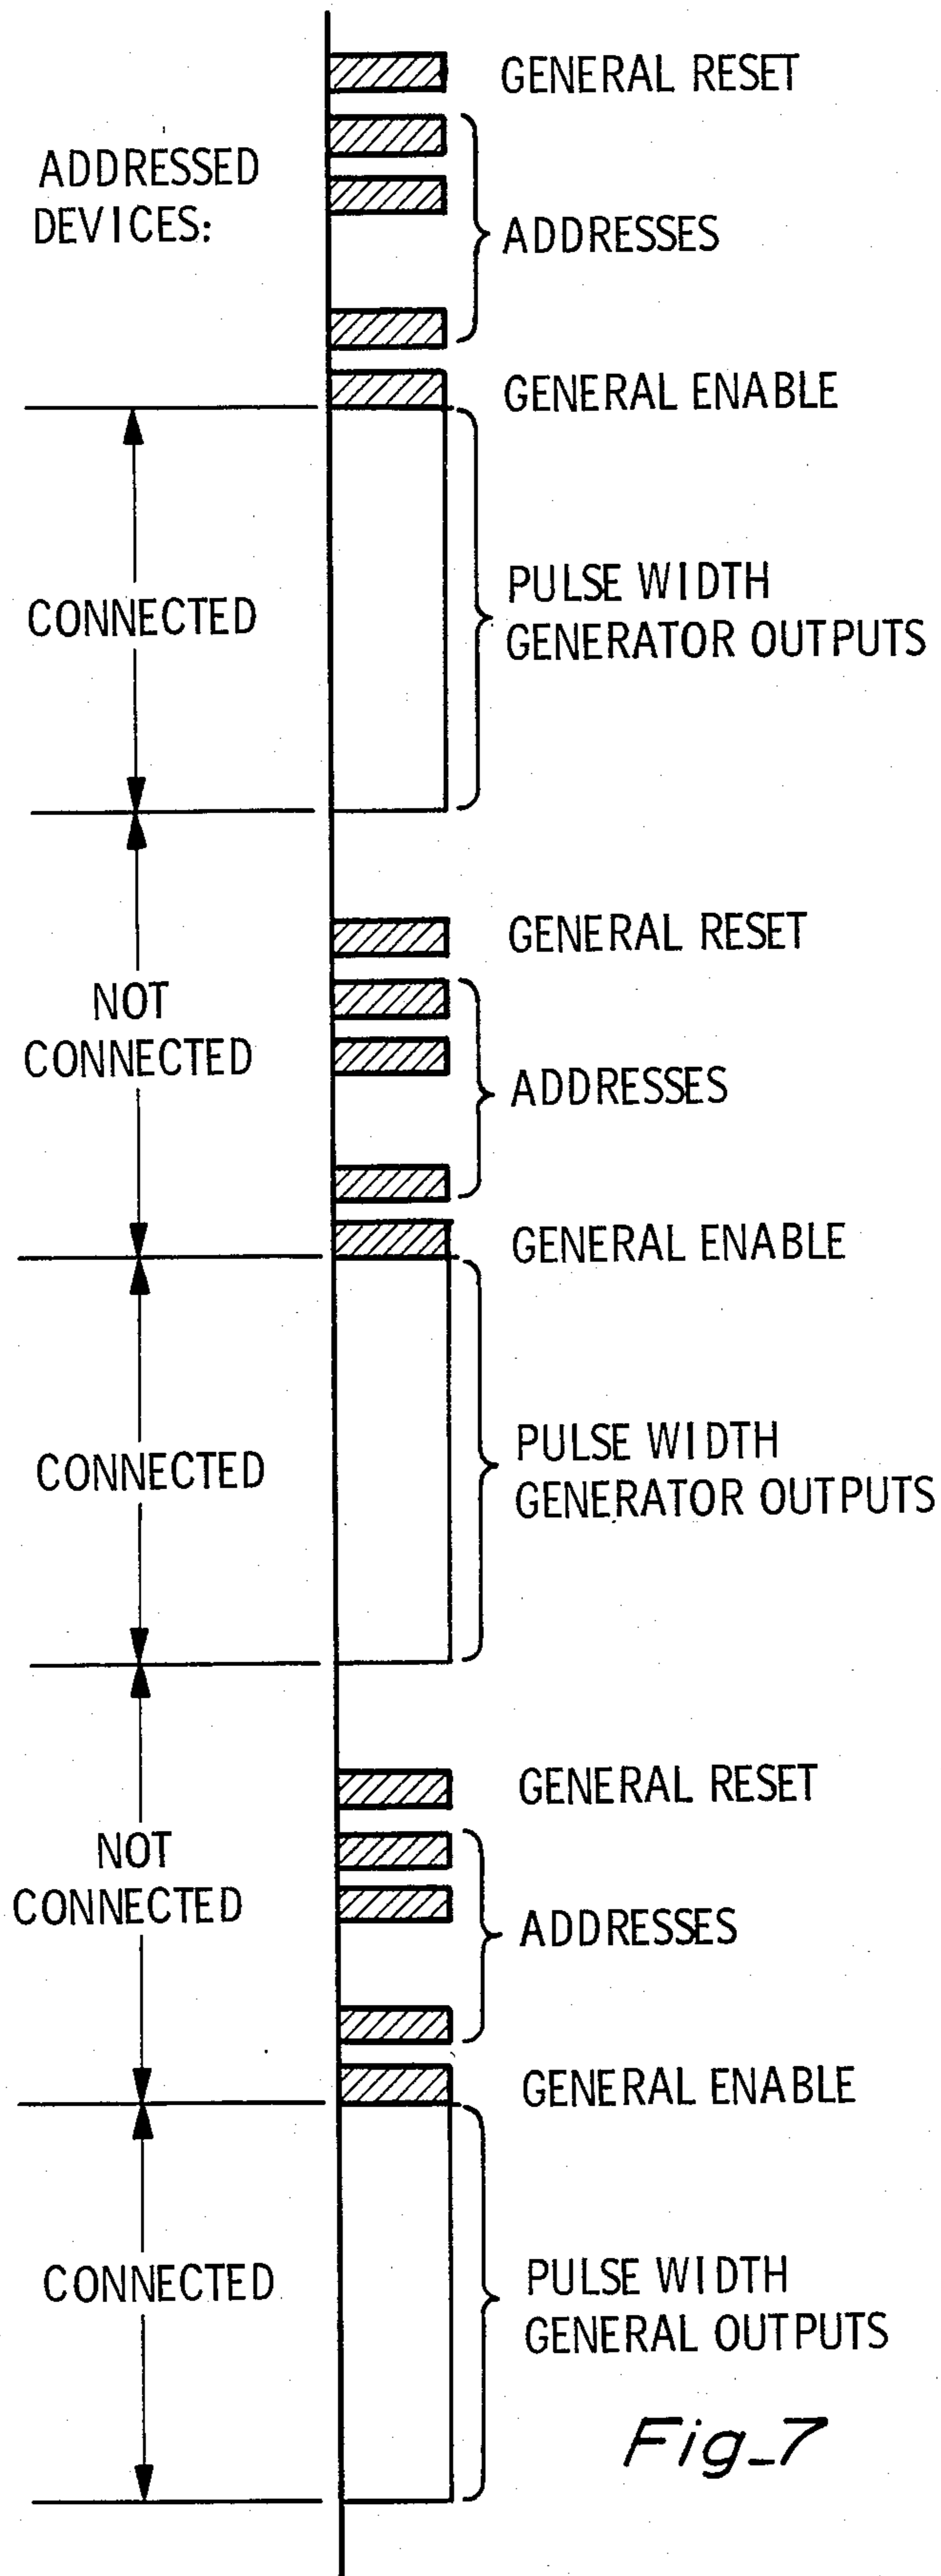 GENERAL RESET
ADDRESSED
DEVICES:
ADDRESSES
GENERAL ENABLE
CONNECTED
PULSE WIDTH
GENERATOR OUTPUTS
GENERAL RESET
NOT
CONNECTED
ADDRESSES
GENERAL ENABLE
CONNECTED
PULSE WIDTH
GENERATOR OUTPUTS
GENERAL RESET
NOT
CONNECTED
ADDRESSES
GENERAL ENABLE
CONNECTED
PULSE WIDTH
GENERAL OUTPUTS
Fig_7